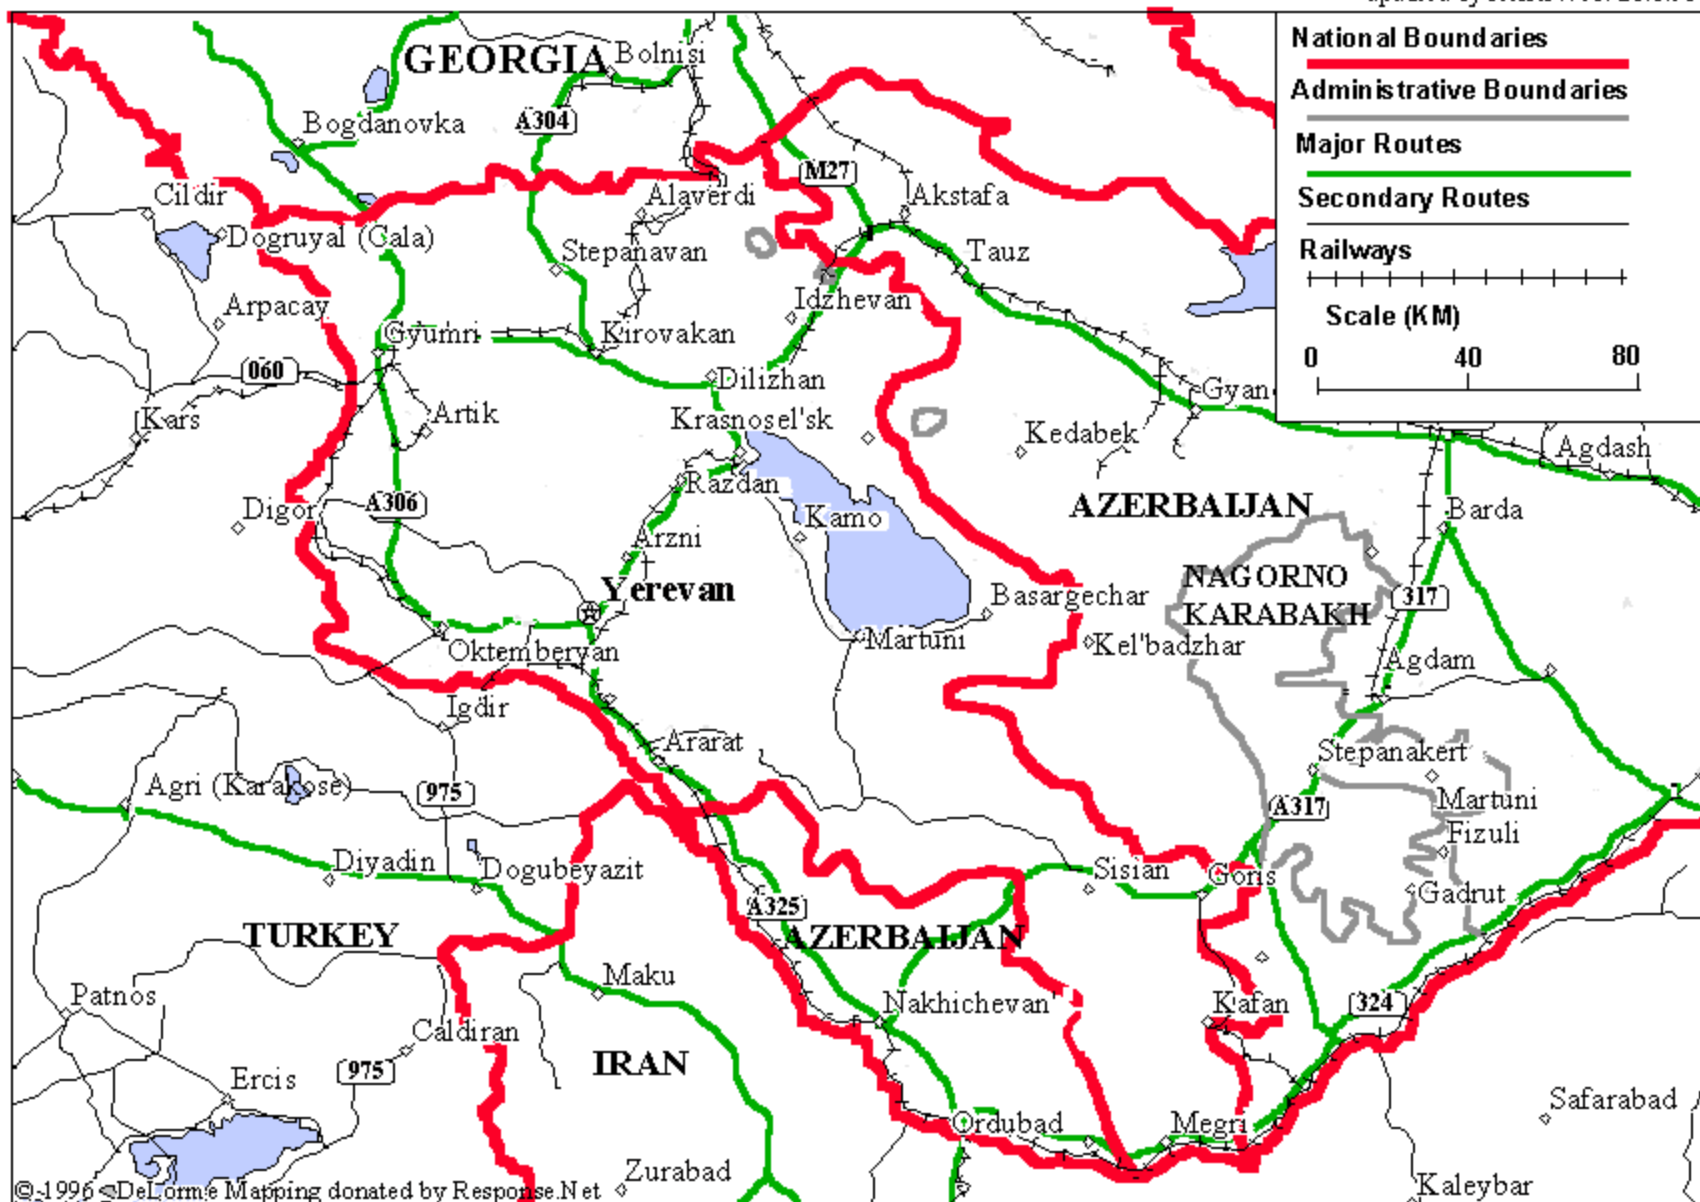 National Boundaries
Administrative Boundaries
Major Routes
Secondary Routes
Railways
Scale (KM)
0 40 80
GEORGIA
Bolnisi
Bogdanovka
A304
M27
Cildir
Alaverdi
Akstafa
Dogruyal (Gala)
Stepanavan
Tauz
Arpacay
Idzhevan
Gyumri
Kirovakan
060
Dilizhan
Gyan
Kars
Artik
Krasnosel'sk
Kedabek
Agdash
Razdan
A306
Digor
Kamo
AZERBAIJAN
Barda
Arzni
Yerevan
NAGORNO
KARABAKH
317
Basargechar
Martuni
Kel'badzhar
Oktemberyan
Agdam
Igdir
Ararat
Stepanakert
Agri (Karakose)
975
Martuni
A317
Fizuli
Diyadin
Dogubeyazit
Sisian
Goris
Gadrut
A325
TURKEY
AZERBAIJAN
Maku
Patnos
Nakhichevan'
Kafan
324
Caldiran
IRAN
975
Ercis
Safarabad
Ordubad
Megri
Zurabad
Kaleybar
© 1996 DeLorme Mapping donated by Response.Net